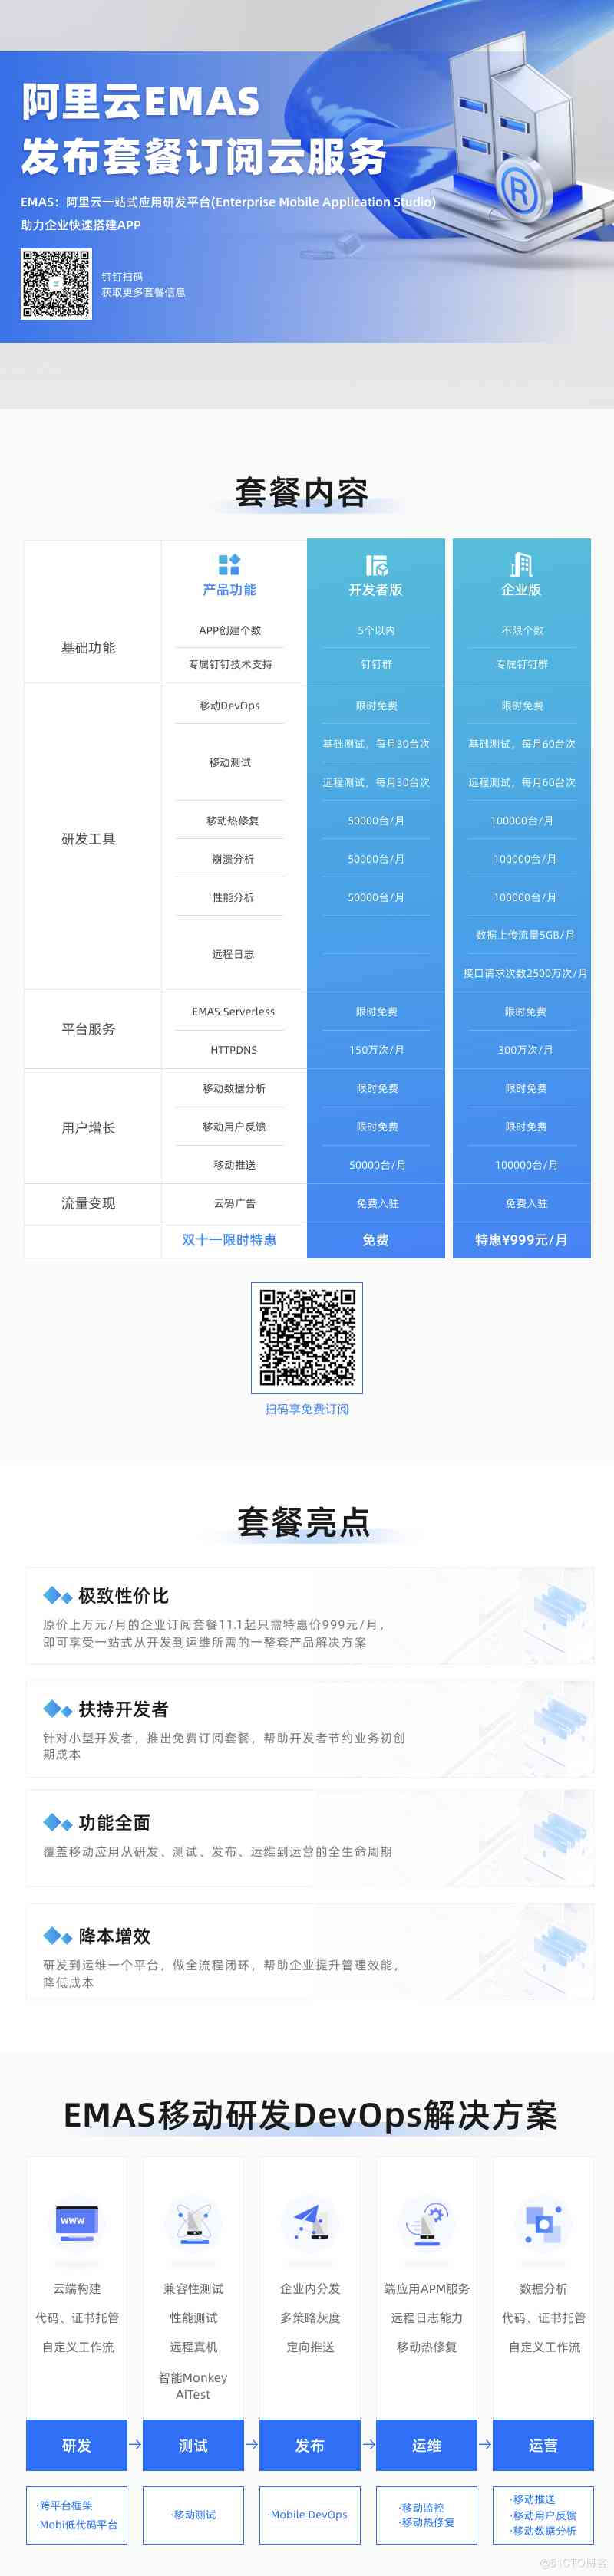 阿里云EMAS
发布套餐订阅云服务
EMAS：阿里云一站式应用研发平台(Enterprise Mobile Application Studio)
助力企业快速搭建APP
钉钉扫码
获取更多套餐信息
R
套餐内容
产品功能 开发者版 企业版
基础功能
APP创建个数 5个以内 不限个数
专属钉钉技术支持 钉钉群 专属钉钉群
研发工具
移动DevOps 限时免费 限时免费
移动测试
基础测试，每月30台次 基础测试，每月60台次
远程测试，每月30台次 远程测试，每月60台次
移动热修复 50000台/月 100000台/月
崩溃分析 50000台/月 100000台/月
性能分析 50000台/月 100000台/月
远程日志
数据上传流量5GB/月
接口请求次数2500万次/月
平台服务
EMAS Serverless 限时免费 限时免费
HTTPDNS 150万次/月 300万次/月
用户增长
移动数据分析 限时免费 限时免费
移动用户反馈 限时免费 限时免费
移动推送 50000台/月 100000台/月
流量变现 云码广告 免费入驻 免费入驻
双十一限时特惠 免费 特惠¥999元/月
扫码享免费订阅
套餐亮点
极致性价比
原价上万元/月的企业订阅套餐11.1起只需特惠价999元/月，
即可享受一站式从开发到运维所需的一整套产品解决方案
扶持开发者
针对小型开发者，推出免费订阅套餐，帮助开发者节约业务初创
期成本
功能全面
覆盖移动应用从研发、测试、发布、运维到运营的全生命周期
降本增效
研发到运维一个平台，做全流程闭环，帮助企业提升管理效能，
降低成本
EMAS移动研发DevOps解决方案
WWW
云端构建 兼容性测试 企业内分发 端应用APM服务 数据分析
代码、证书托管 性能测试 多策略灰度 远程日志能力 代码、证书托管
自定义工作流 远程真机 定向推送 移动热修复 自定义工作流
智能Monkey
AITest
研发 测试 发布 运维 运营
·跨平台框架
·Mobi低代码平台
·移动测试
·Mobile DevOps
·移动监控
·移动热修复
·移动推送
·移动用户反馈
·移动数据分析
@51CTO博客